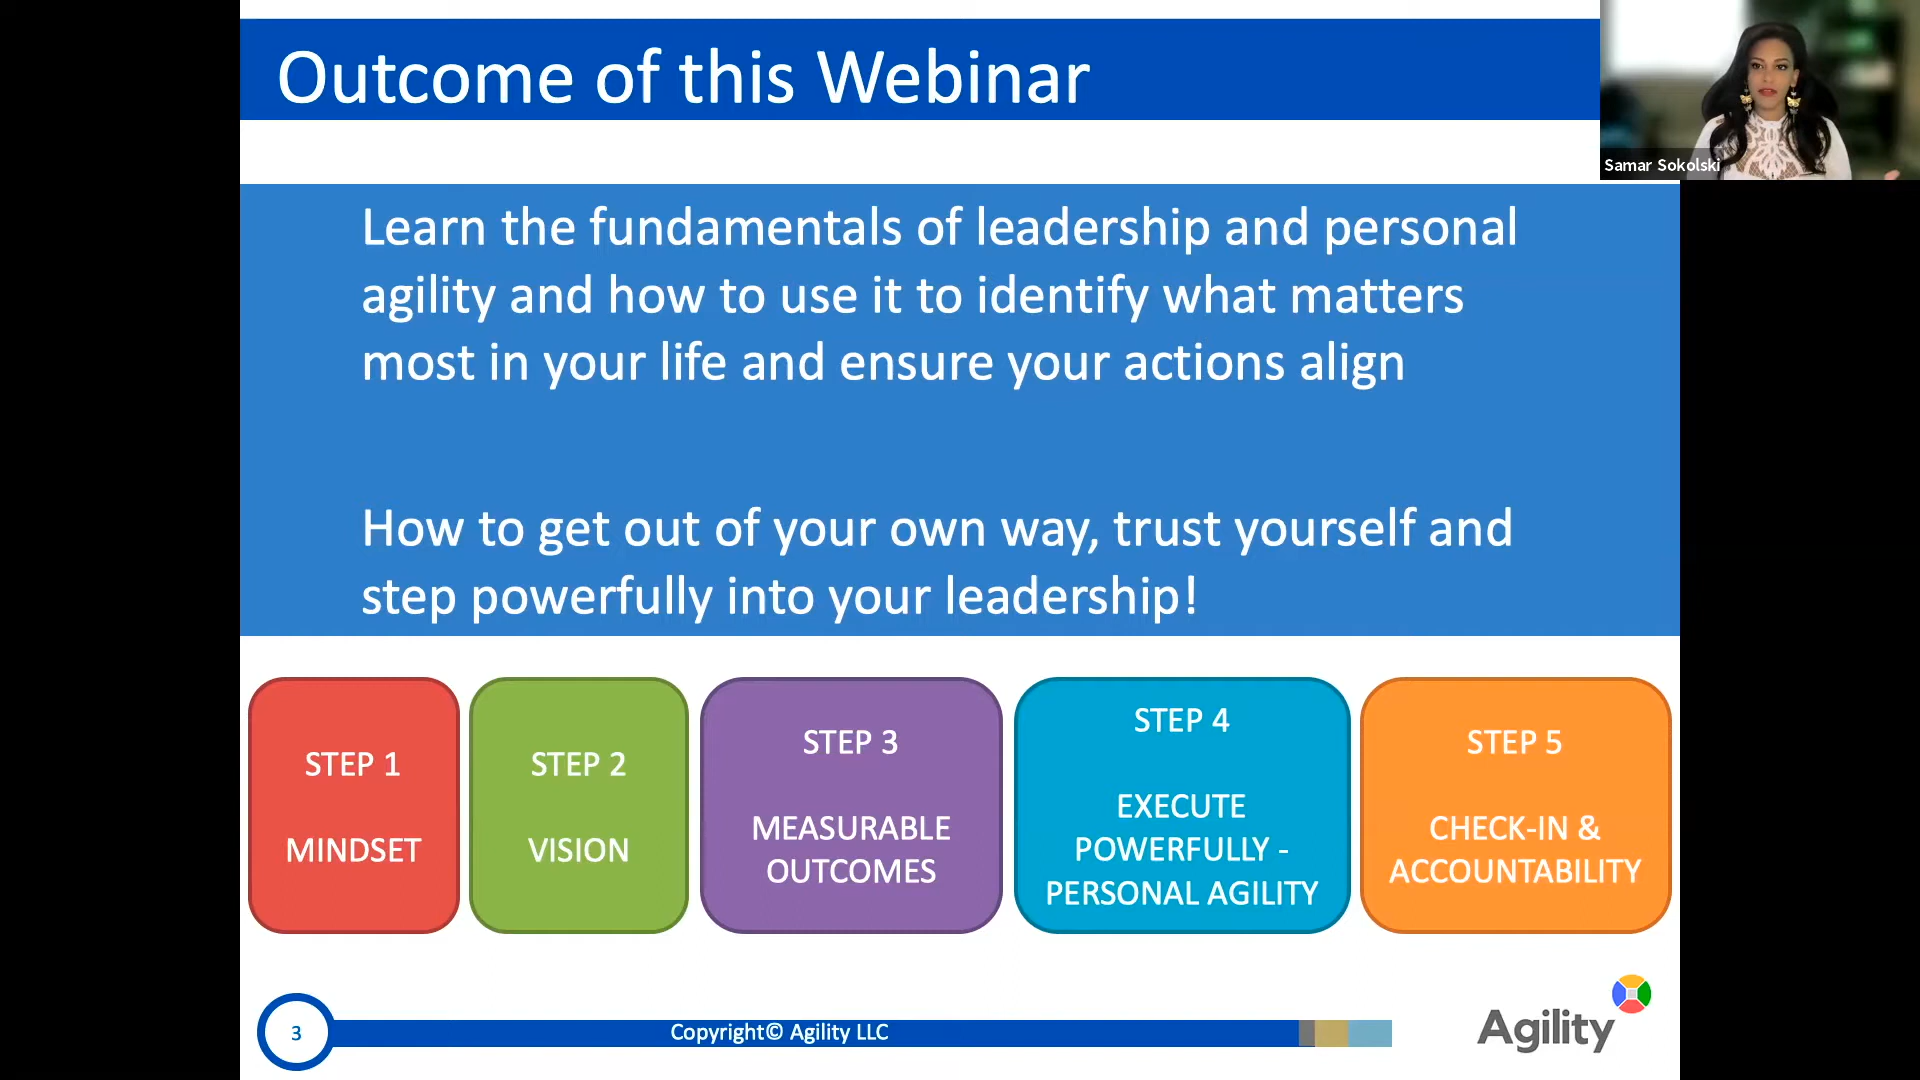 Outcome of this Webinar
Samar Sokolski
Learn the fundamentals of leadership and personal
agility and how to use it to identify what matters
most in your life and ensure your actions align
How to get out of your own way, trust yourself and
step powerfully into your leadership!
STEP 1
MINDSET
STEP 2
VISION
STEP 3
MEASURABLE
OUTCOMES
STEP 4
EXECUTE
POWERFULLY -
PERSONAL AGILITY
STEP 5
CHECK-IN &
ACCOUNTABILITY
3
Copyright© Agility LLC
Agility